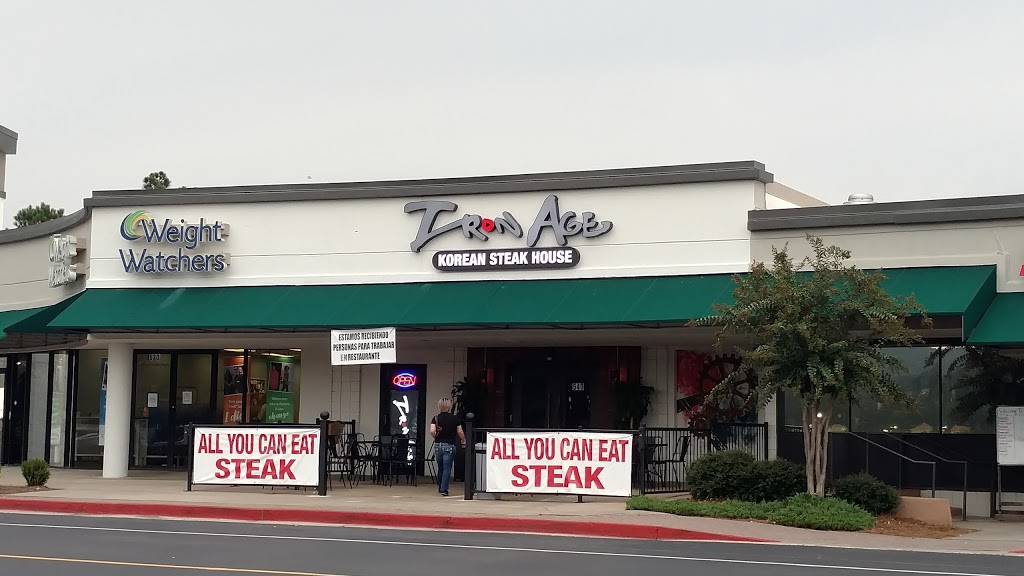 Weight
Watchers
IRON AGE
KOREAN STEAK HOUSE
ESTAMOS RECIBIENDO
PERSONAS PARA TRABAJAR
EN RESTAURANTE
OPEN
ALL YOU CAN EAT
STEAK
ALL YOU CAN EAT
STEAK